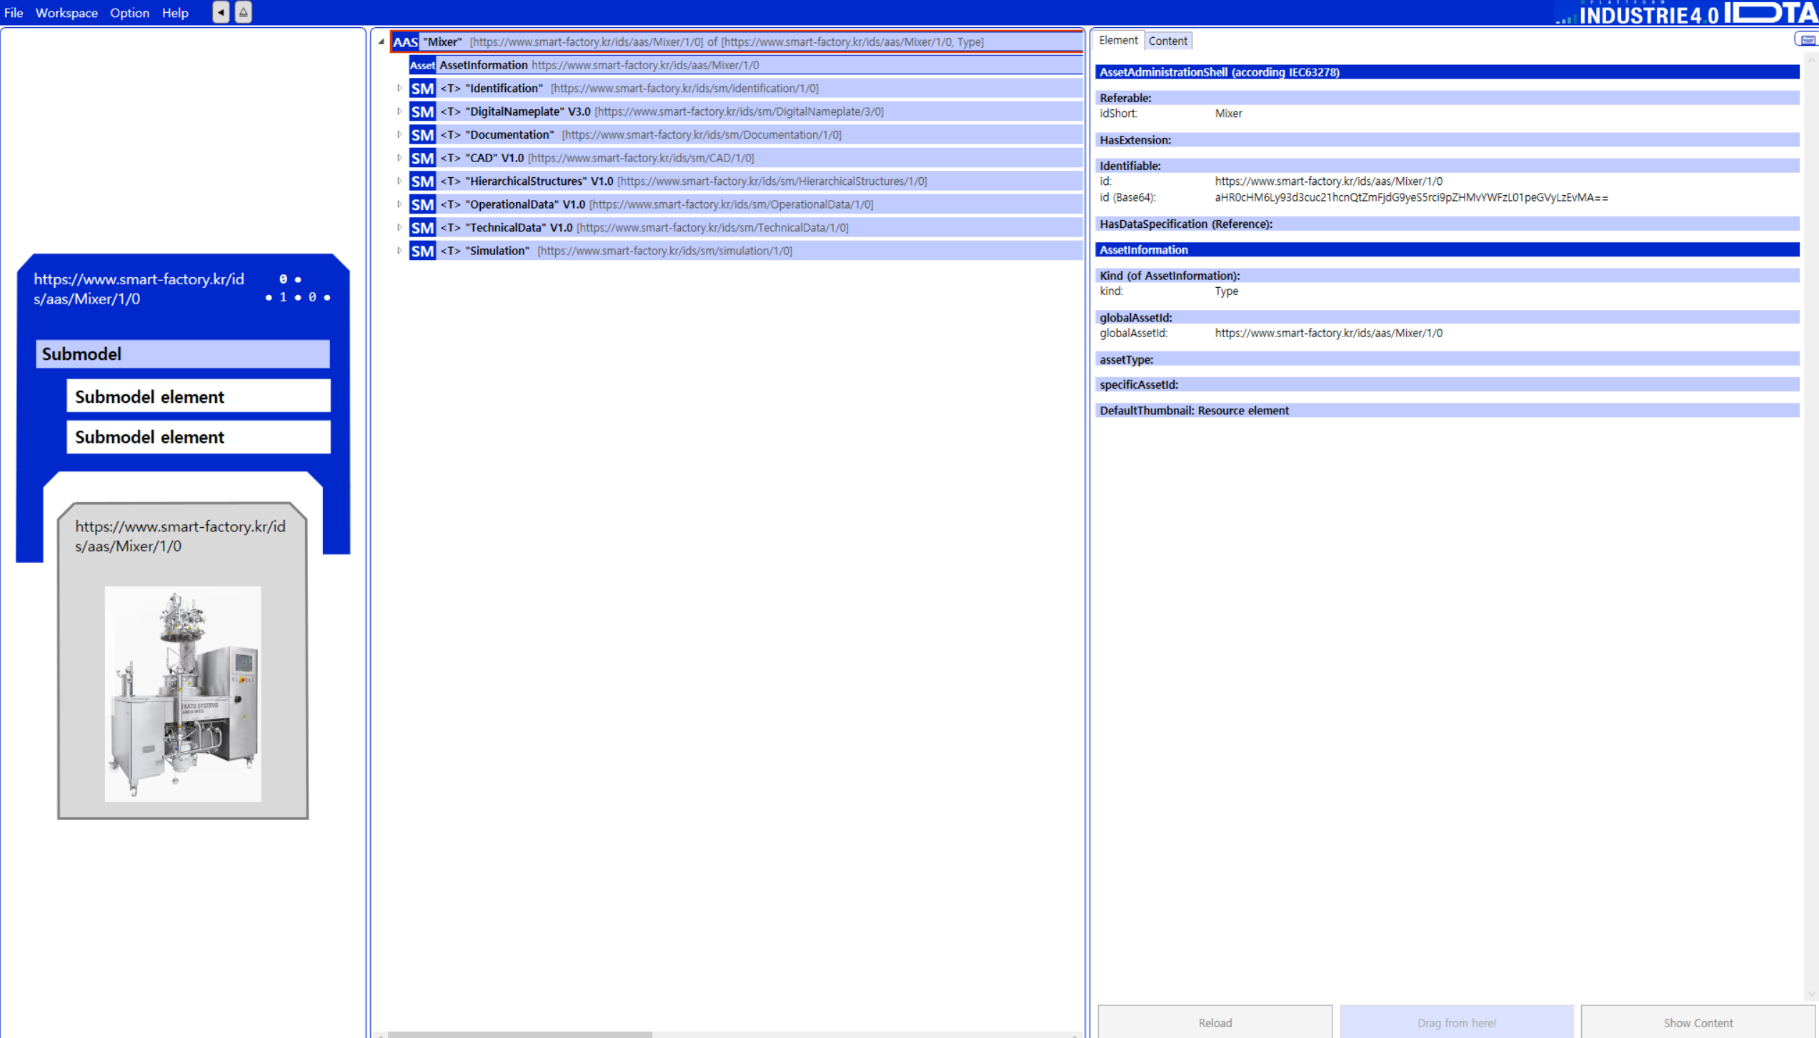 File Workspace Option Help
PLATTFORM
INDUSTRIE4.0 IDTA
https://www.smart-factory.kr/id
s/aas/Mixer/1/0
0
1 0
Submodel
Submodel element
Submodel element
https://www.smart-factory.kr/id
s/aas/Mixer/1/0
EKATO SYSTEMS
AAS "Mixer" [https://www.smart-factory.kr/ids/aas/Mixer/1/0] of [https://www.smart-factory.kr/ids/aas/Mixer/1/0, Type]
Asset AssetInformation https://www.smart-factory.kr/ids/aas/Mixer/1/0
SM <T> "Identification" [https://www.smart-factory.kr/ids/sm/identification/1/0]
SM <T> "DigitalNameplate" V3.0 [https://www.smart-factory.kr/ids/sm/DigitalNameplate/3/0]
SM <T> "Documentation" [https://www.smart-factory.kr/ids/sm/Documentation/1/0]
SM <T> "CAD" V1.0 [https://www.smart-factory.kr/ids/sm/CAD/1/0]
SM <T> "HierarchicalStructures" V1.0 [https://www.smart-factory.kr/ids/sm/HierarchicalStructures/1/0]
SM <T> "OperationalData" V1.0 [https://www.smart-factory.kr/ids/sm/OperationalData/1/0]
SM <T> "TechnicalData" V1.0 [https://www.smart-factory.kr/ids/sm/TechnicalData/1/0]
SM <T> "Simulation" [https://www.smart-factory.kr/ids/sm/simulation/1/0]
Element Content
AssetAdministrationShell (according IEC63278)
Referable:
idShort: Mixer
HasExtension:
Identifiable:
id: https://www.smart-factory.kr/ids/aas/Mixer/1/0
id (Base64): aHR0cHM6Ly93d3cuc21hcnQtZmFjdG9yeS5rci9pZHMvYWFzL01peGVyLzEvMA==
HasDataSpecification (Reference):
AssetInformation
Kind (of AssetInformation):
kind: Type
globalAssetId:
globalAssetId: https://www.smart-factory.kr/ids/aas/Mixer/1/0
assetType:
specificAssetId:
DefaultThumbnail: Resource element
Reload Drag from here! Show Content